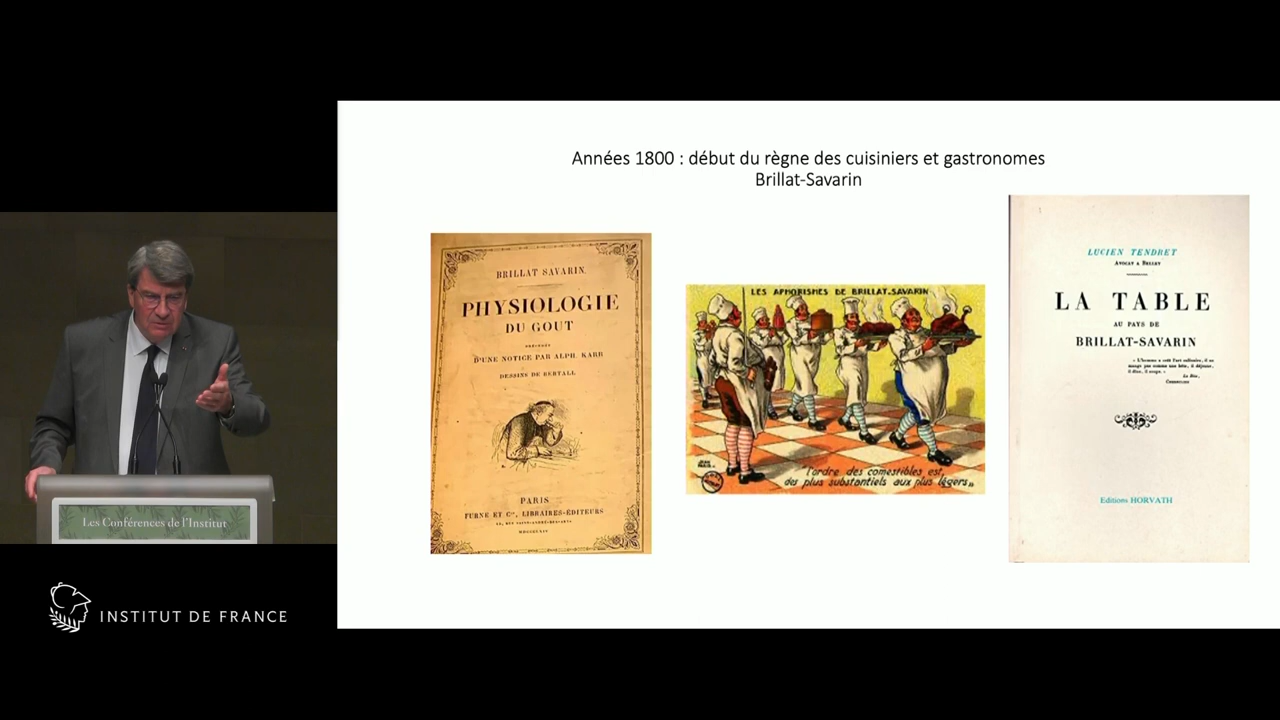 Années 1800 : début du règne des cuisiniers et gastronomes
Brillat-Savarin
BRILLAT SAVARIN.
PHYSIOLOGIE
DU GOUT
PRÉCÉDÉE
D'UNE NOTICE PAR ALPH. KARR
DESSINS DE BERTALL
PARIS
FURNE ET Cie, LIBRAIRES-ÉDITEURS
LES APHORISMES DE BRILLAT-SAVARIN
"l'ordre des comestibles est,
des plus substantiels aux plus légers"
LUCIEN TENDRET
AVOCAT A BELLEY
LA TABLE
AU PAYS DE
BRILLAT-SAVARIN
Editions HORVATH
Les Conférences de l'Institut
INSTITUT DE FRANCE